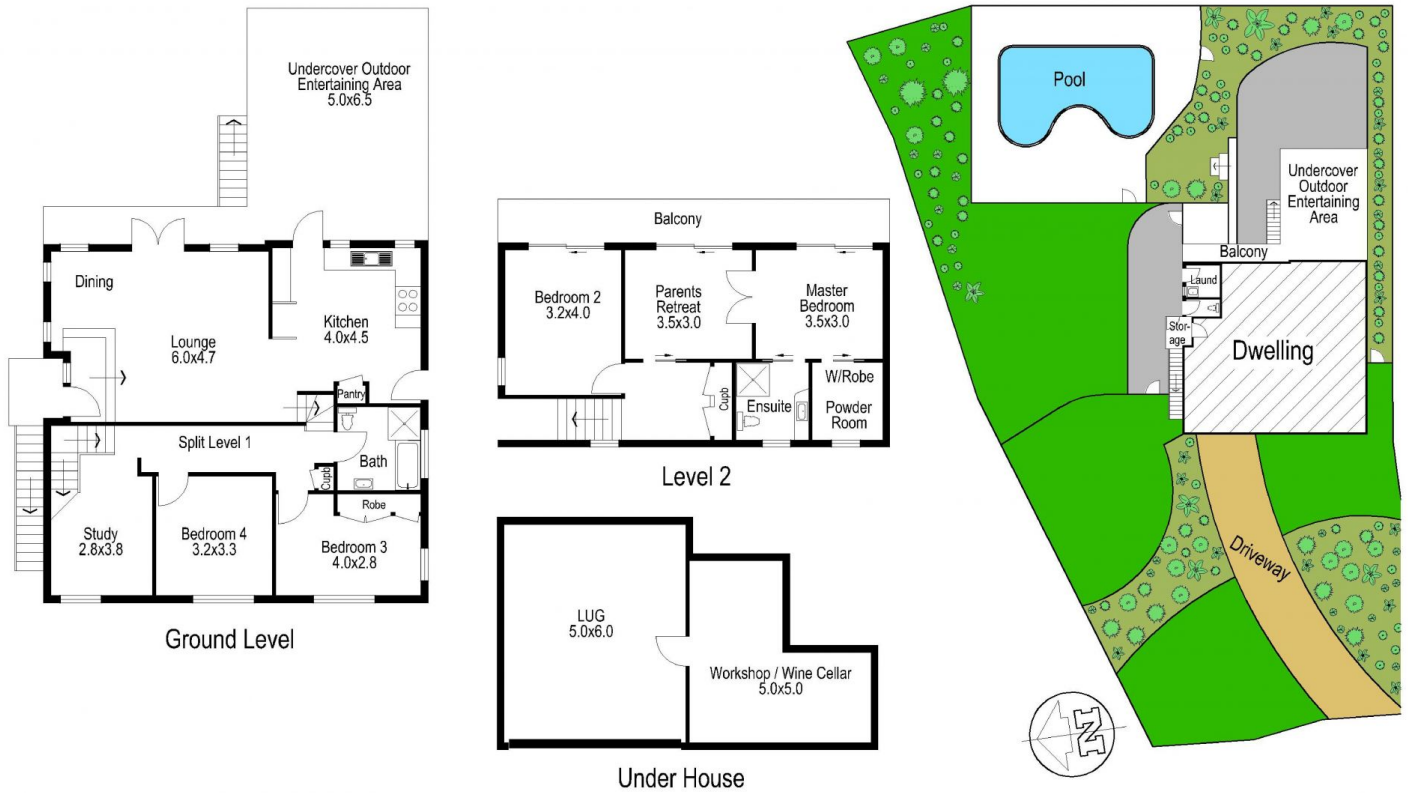 Undercover Outdoor
Entertaining Area
5.0x6.5
Dining
Lounge
6.0x4.7
Kitchen
4.0x4.5
Pantry
Split Level 1
Bath
Cupb
Robe
Study
2.8x3.8
Bedroom 4
3.2x3.3
Bedroom 3
4.0x2.8
Ground Level
Balcony
Bedroom 2
3.2x4.0
Parents
Retreat
3.5x3.0
Master
Bedroom
3.5x3.0
Cupb
Ensuite
W/Robe
Powder
Room
Level 2
LUG
5.0x6.0
Workshop / Wine Cellar
5.0x5.0
Under House
Pool
Undercover
Outdoor
Entertaining
Area
Balcony
Laund
Stor-
age
Dwelling
Driveway
N